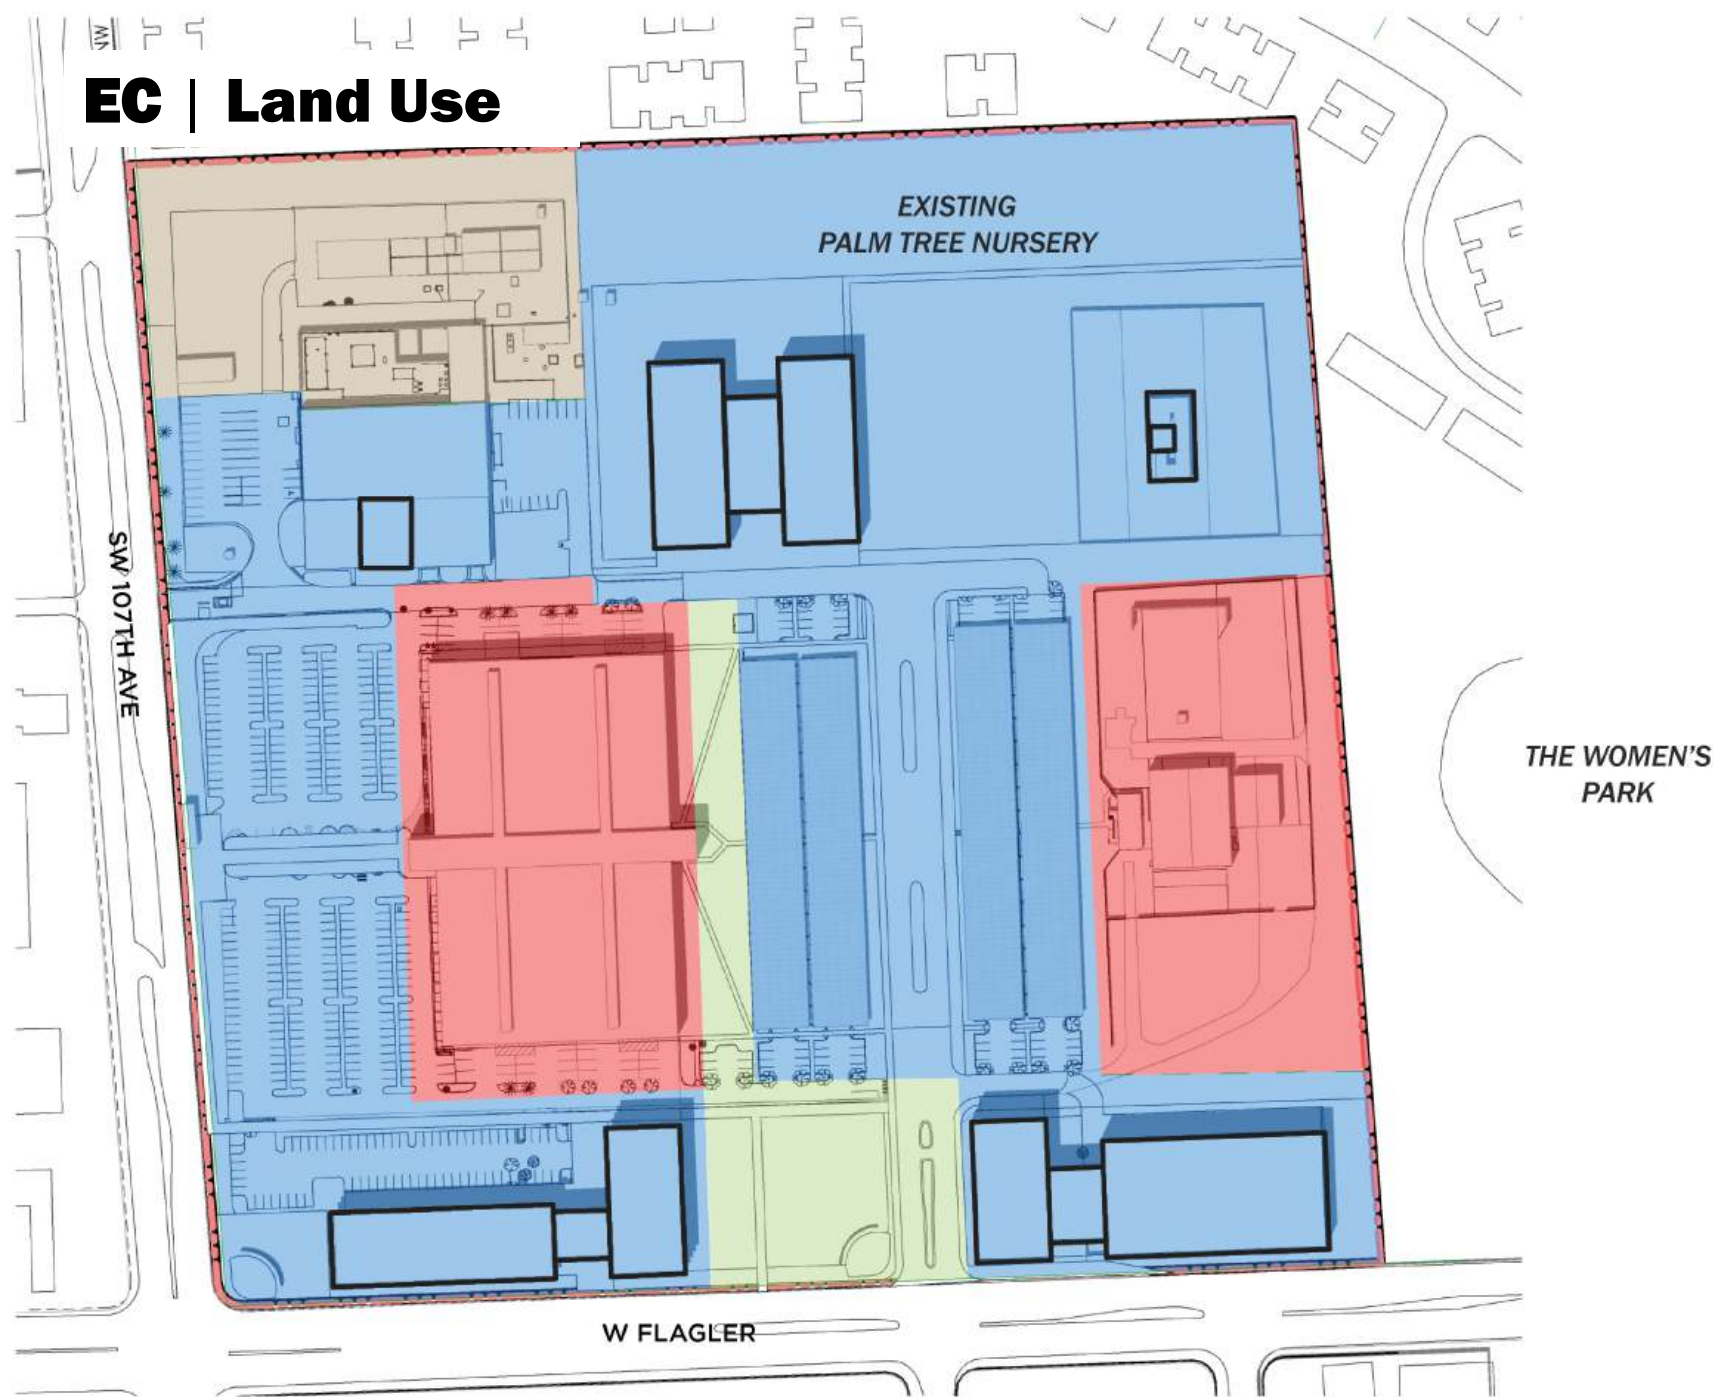 EC | Land Use
EXISTING
PALM TREE NURSERY
SW 107TH AVE
THE WOMEN'S
PARK
W FLAGLER